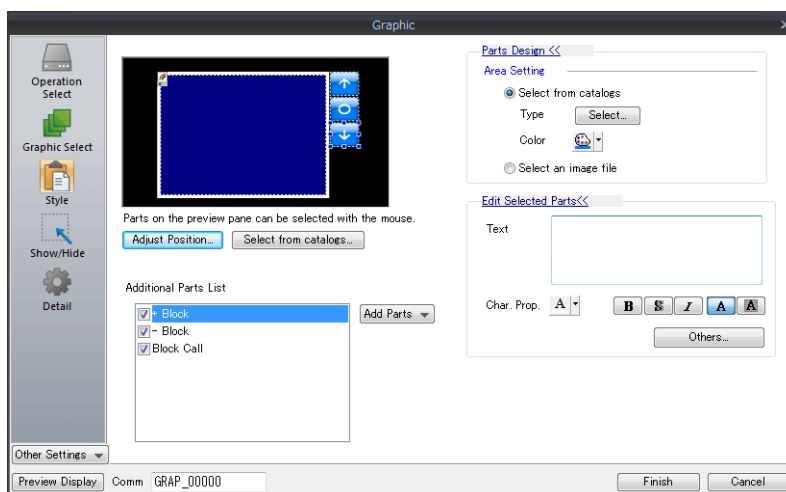 Graphic
Operation
Select
Graphic Select
Style
Show/Hide
Detail
Other Settings
Parts on the preview pane can be selected with the mouse.
Adjust Position...
Select from catalogs...
Additional Parts List
+ Block
- Block
Block Call
Add Parts
Parts Design <<
Area Setting
Select from catalogs
Type
Select...
Color
Select an image file
Edit Selected Parts<<
Text
Char. Prop.
A
B
S
I
A
A
Others...
Preview Display
Comm
GRAP_00000
Finish
Cancel